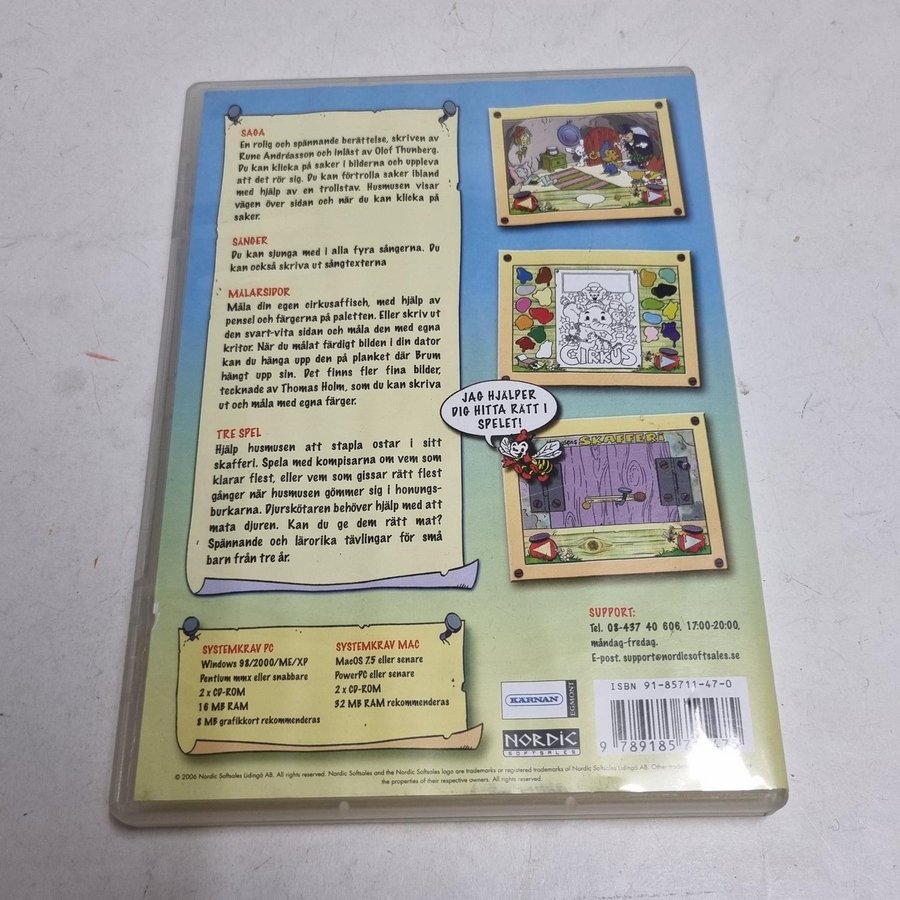 SAGA
En rolig och spännande berättelse, skriven av
Rune Andréasson och inläst av Olof Thunberg.
Du kan klicka på saker i bilderna och uppleva
att det rör sig. Du kan förtrolla saker ibland
med hjälp av en trollstav. Husmusen visar
vägen över sidan och när du kan klicka på
saker.
SÅNGER
Du kan sjunga med i alla fyra sångerna. Du
kan också skriva ut sångtexterna
MÅLARSIDOR
Måla din egen cirkusaffisch, med hjälp av
pensel och färgerna på paletten. Eller skriv ut
den svart-vita sidan och måla den med egna
kritor. När du målat färdigt bilden i din dator
kan du hänga upp den på planket där Brum
hängt upp sin. Det finns fler fina bilder,
tecknade av Thomas Holm, som du kan skriva
ut och måla med egna färger.
TRE SPEL
Hjälp husmusen att stapla ostar i sitt
skafferi. Spela med kompisarna om vem som
klarar flest, eller vem som gissar rätt flest
gånger när husmusen gömmer sig i honungs-
burkarna. Djurskötaren behöver hjälp med att
mata djuren. Kan du ge dem rätt mat?
Spännande och lärorika tävlingar för små
barn från tre år.
CIRKUS
JAG HJÄLPER
DIG HITTA RÄTT I
SPELET!
SKAFFERI
SYSTEMKRAV PC
Windows 98/2000/ME/XP
Pentium mmx eller snabbare
2 x CD-ROM
16 MB RAM
8 MB grafikkort rekommenderas
SYSTEMKRAV MAC
MacOS 7.5 eller senare
PowerPC eller senare
2 x CD-ROM
32 MB RAM rekommenderas
SUPPORT:
Tel. 08-437 40 606, 17:00-20:00,
måndag-fredag.
E-post. support@nordicsoftsales.se
KÄRNAN
EGMONT
NORDIC
SOFTSALES
ISBN 91-85711-47-0
9 789185
© 2006 Nordic Softsales Lidingö AB. All rights reserved. Nordic Softsales and the Nordic Softsales logo are trademarks or registered trademarks of Nordic Softsales Lidingö AB. Other
the properties of their respective owners. All rights reserved.